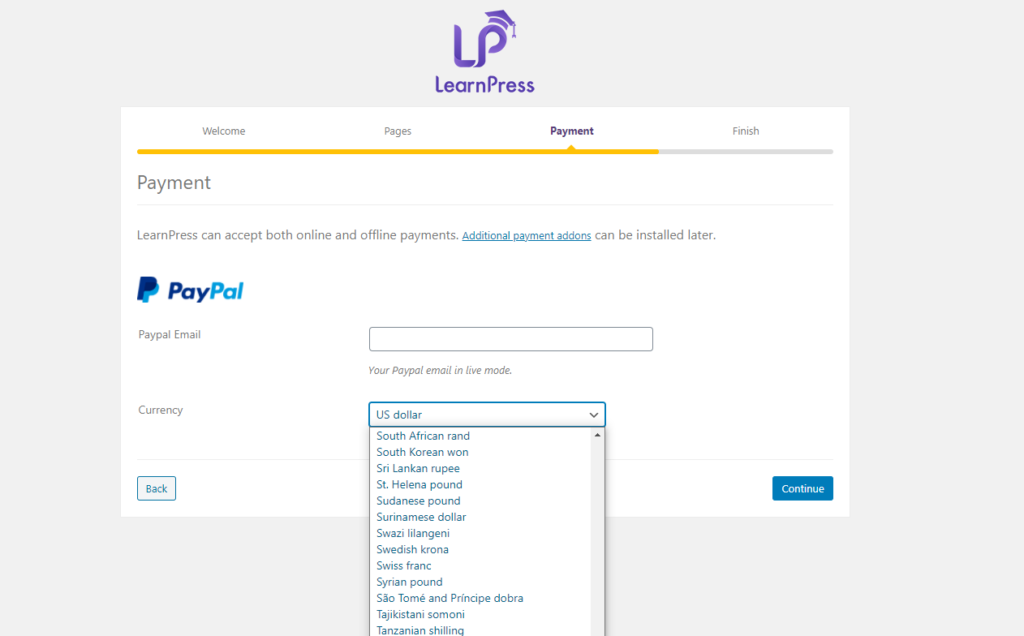 LearnPress
Welcome Pages Payment Finish
Payment
LearnPress can accept both online and offline payments. Additional payment addons can be installed later.
PayPal
Paypal Email
Your Paypal email in live mode.
Currency US dollar
South African rand
South Korean won
Sri Lankan rupee
St. Helena pound
Sudanese pound
Surinamese dollar
Swazi lilangeni
Swedish krona
Swiss franc
Syrian pound
São Tomé and Príncipe dobra
Tajikistani somoni
Tanzanian shilling
Back Continue